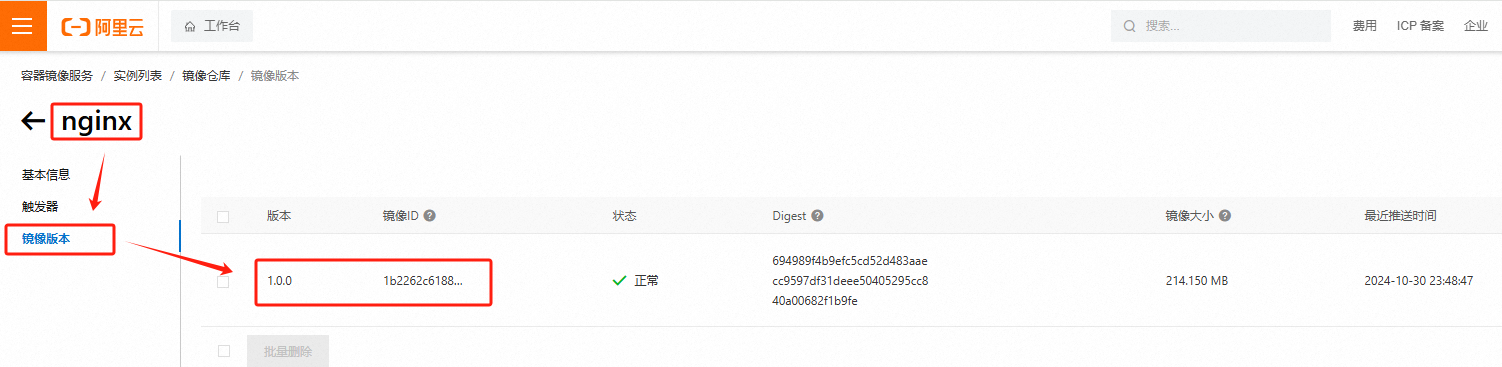 阿里云 工作台 搜索... 费用 ICP 备案 企业
容器镜像服务 / 实例列表 / 镜像仓库 / 镜像版本
nginx
基本信息
触发器
镜像版本
版本 镜像ID 状态 Digest 镜像大小 最近推送时间
1.0.0 1b2262c6188... 正常 694989f4b9efc5cd52d483aae
cc9597df31deee50405295cc8
40a00682f1b9fe
214.150 MB 2024-10-30 23:48:47
批量删除